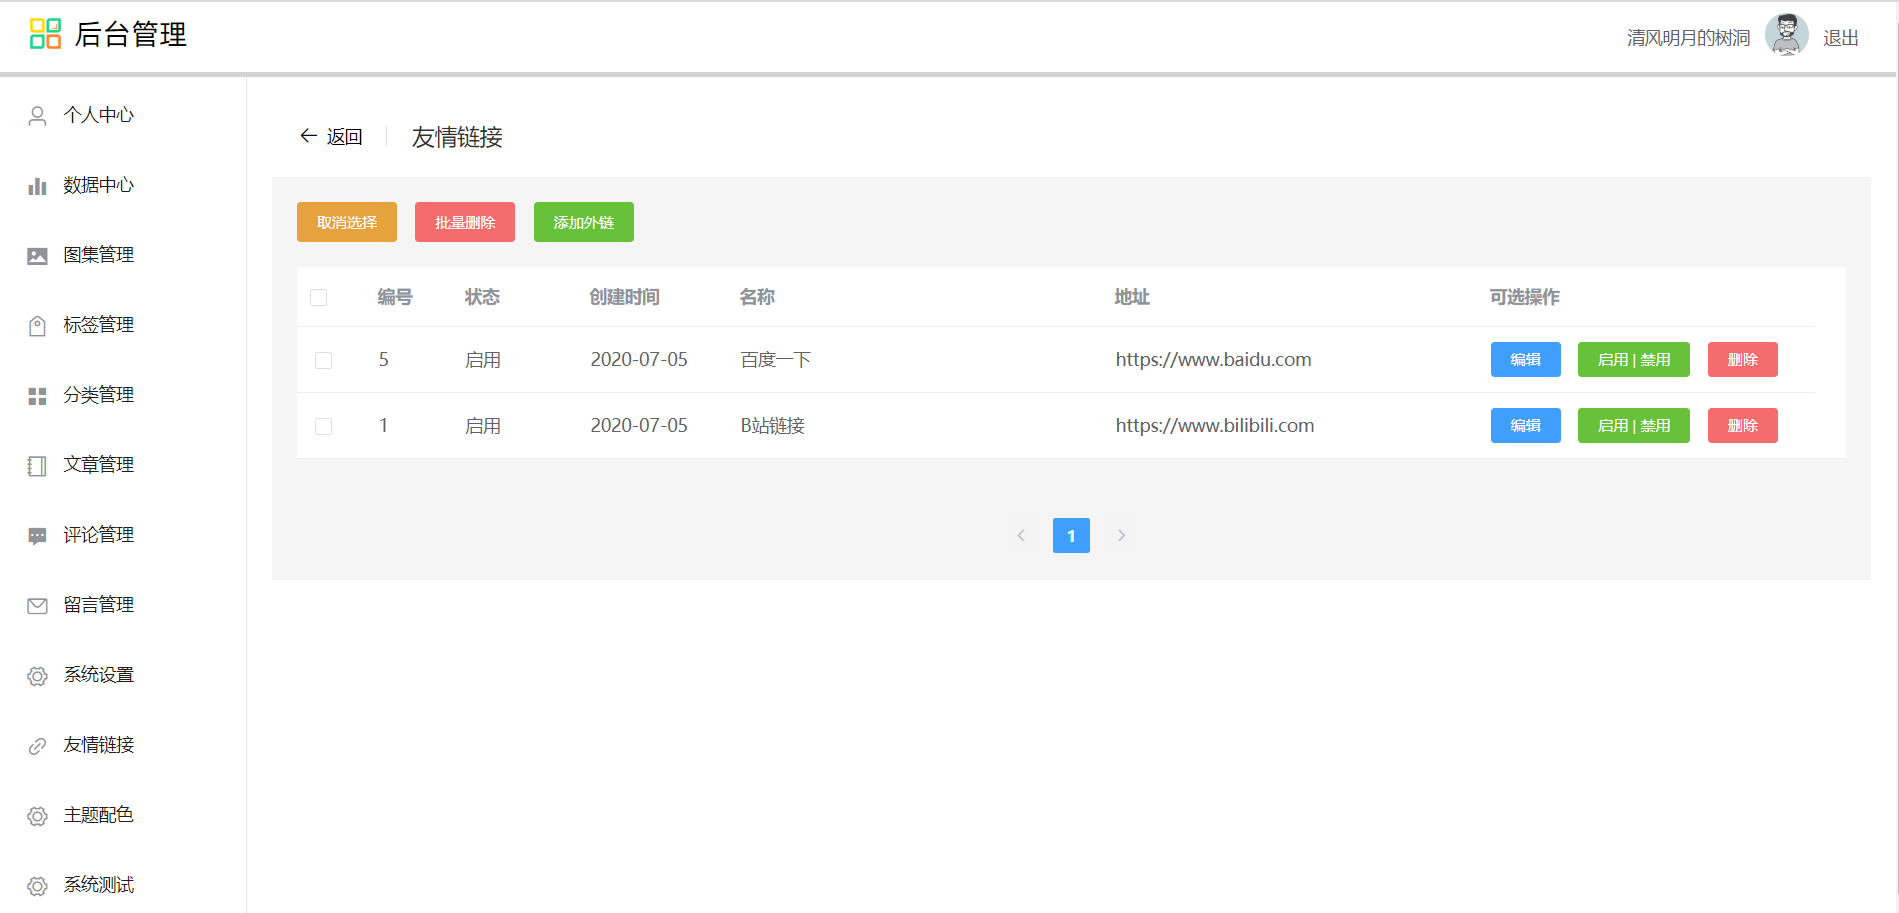 后台管理
清风明月的树洞 退出
个人中心
数据中心
图集管理
标签管理
分类管理
文章管理
评论管理
留言管理
系统设置
友情链接
主题配色
系统测试
返回 友情链接
取消选择 批量删除 添加外链
编号 状态 创建时间 名称 地址 可选操作
5 启用 2020-07-05 百度一下 https://www.baidu.com 编辑 启用 | 禁用 删除
1 启用 2020-07-05 B站链接 https://www.bilibili.com 编辑 启用 | 禁用 删除
1